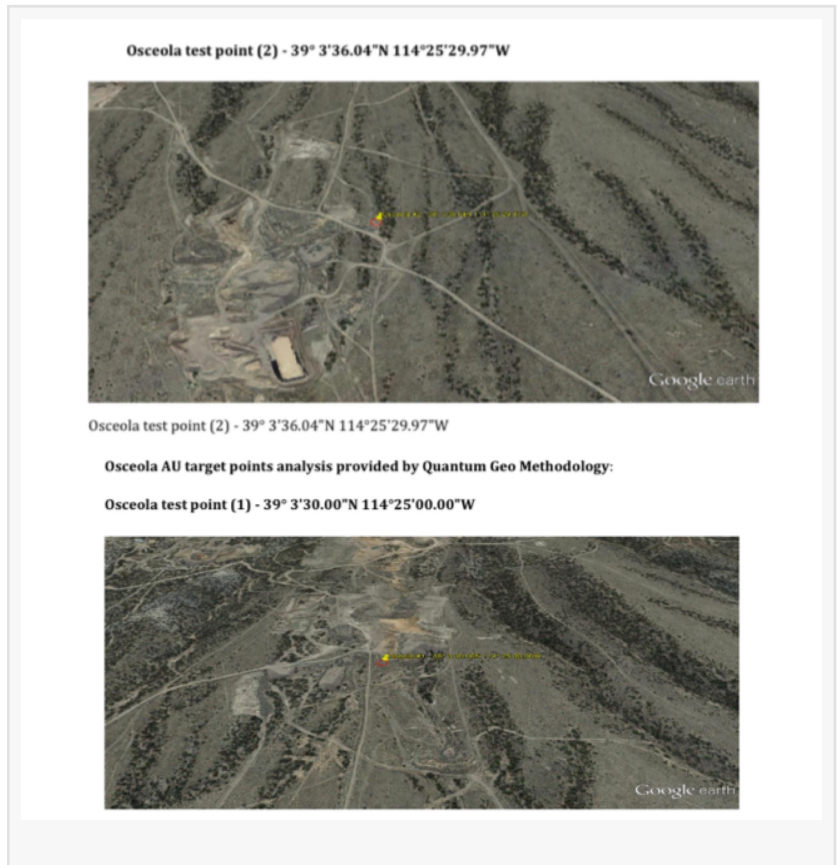 Osceola test point (2) - 39° 3'36.04"N 114°25'29.97"W
Google earth
Osceola test point (2) - 39° 3'36.04"N 114°25'29.97"W
Osceola AU target points analysis provided by Quantum Geo Methodology:
Osceola test point (1) - 39° 3'30.00"N 114°25'00.00"W
Google earth